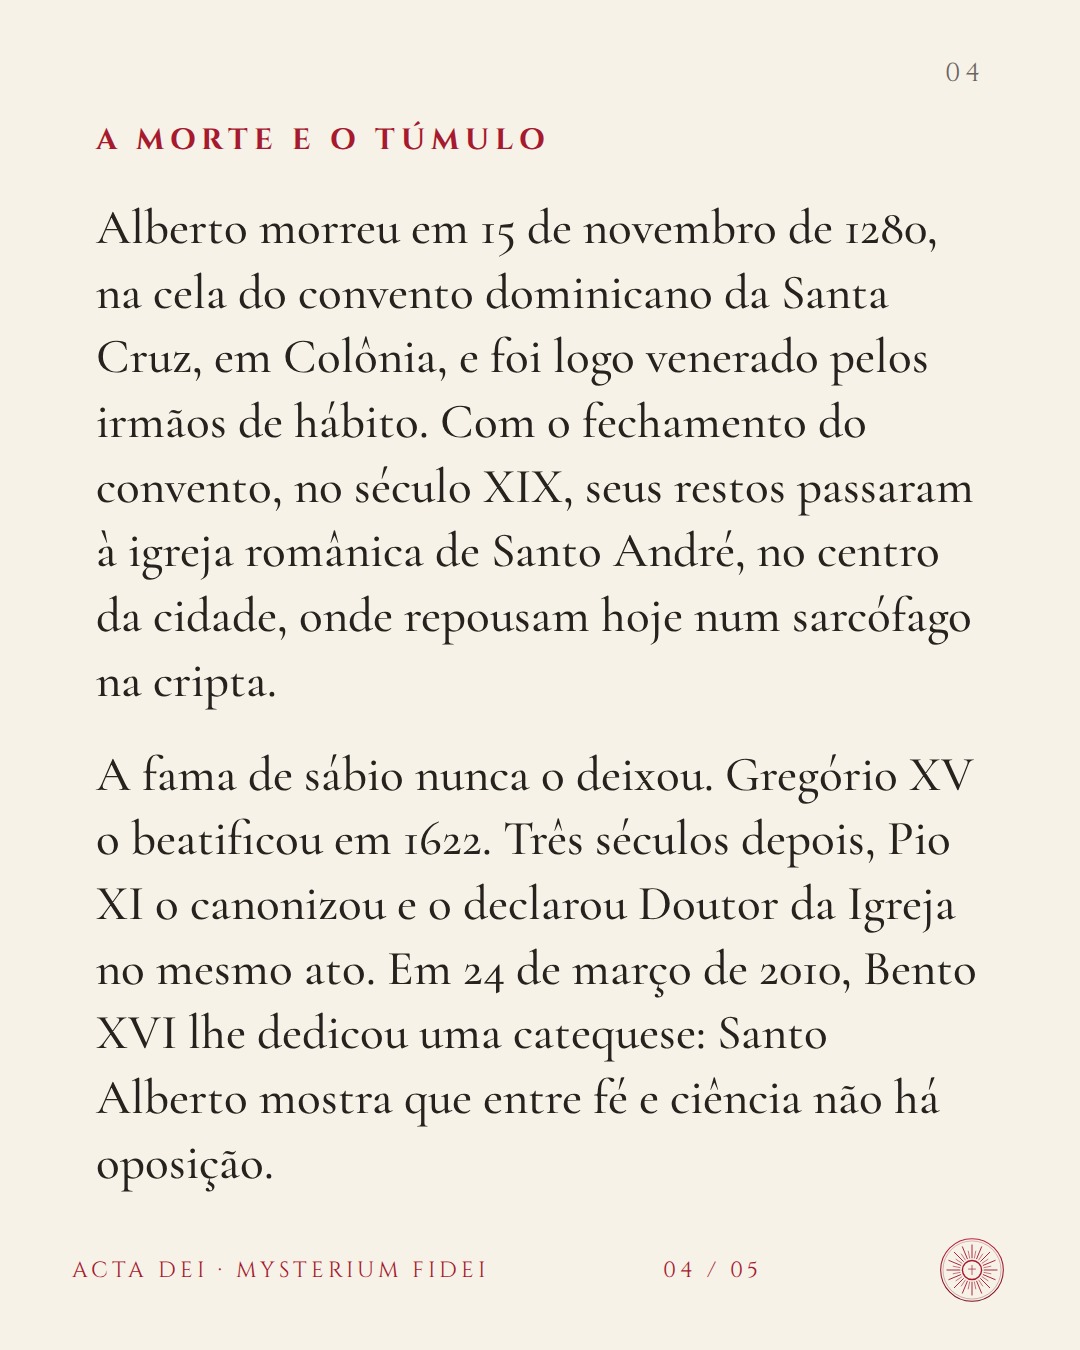 04
A MORTE E O TÚMULO
Alberto morreu em 15 de novembro de 1280,
na cela do convento dominicano da Santa
Cruz, em Colônia, e foi logo venerado pelos
irmãos de hábito. Com o fechamento do
convento, no século XIX, seus restos passaram
à igreja românica de Santo André, no centro
da cidade, onde repousam hoje num sarcófago
na cripta.
A fama de sábio nunca o deixou. Gregório XV
o beatificou em 1622. Três séculos depois, Pio
XI o canonizou e o declarou Doutor da Igreja
no mesmo ato. Em 24 de março de 2010, Bento
XVI lhe dedicou uma catequese: Santo
Alberto mostra que entre fé e ciência não há
oposição.
ACTA DEI · MYSTERIUM FIDEI
04 / 05